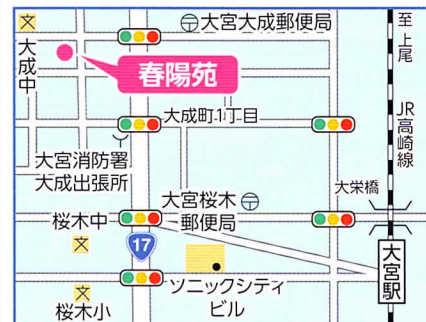 文
大成中
〒大宮大成郵便局
至上尾
春陽苑
JR高崎線
大成町1丁目
大宮消防署
大成出張所
大宮桜木
郵便局
〒
大栄橋
桜木中
文
17
大宮駅
ソニックシティ
ビル
文
桜木小